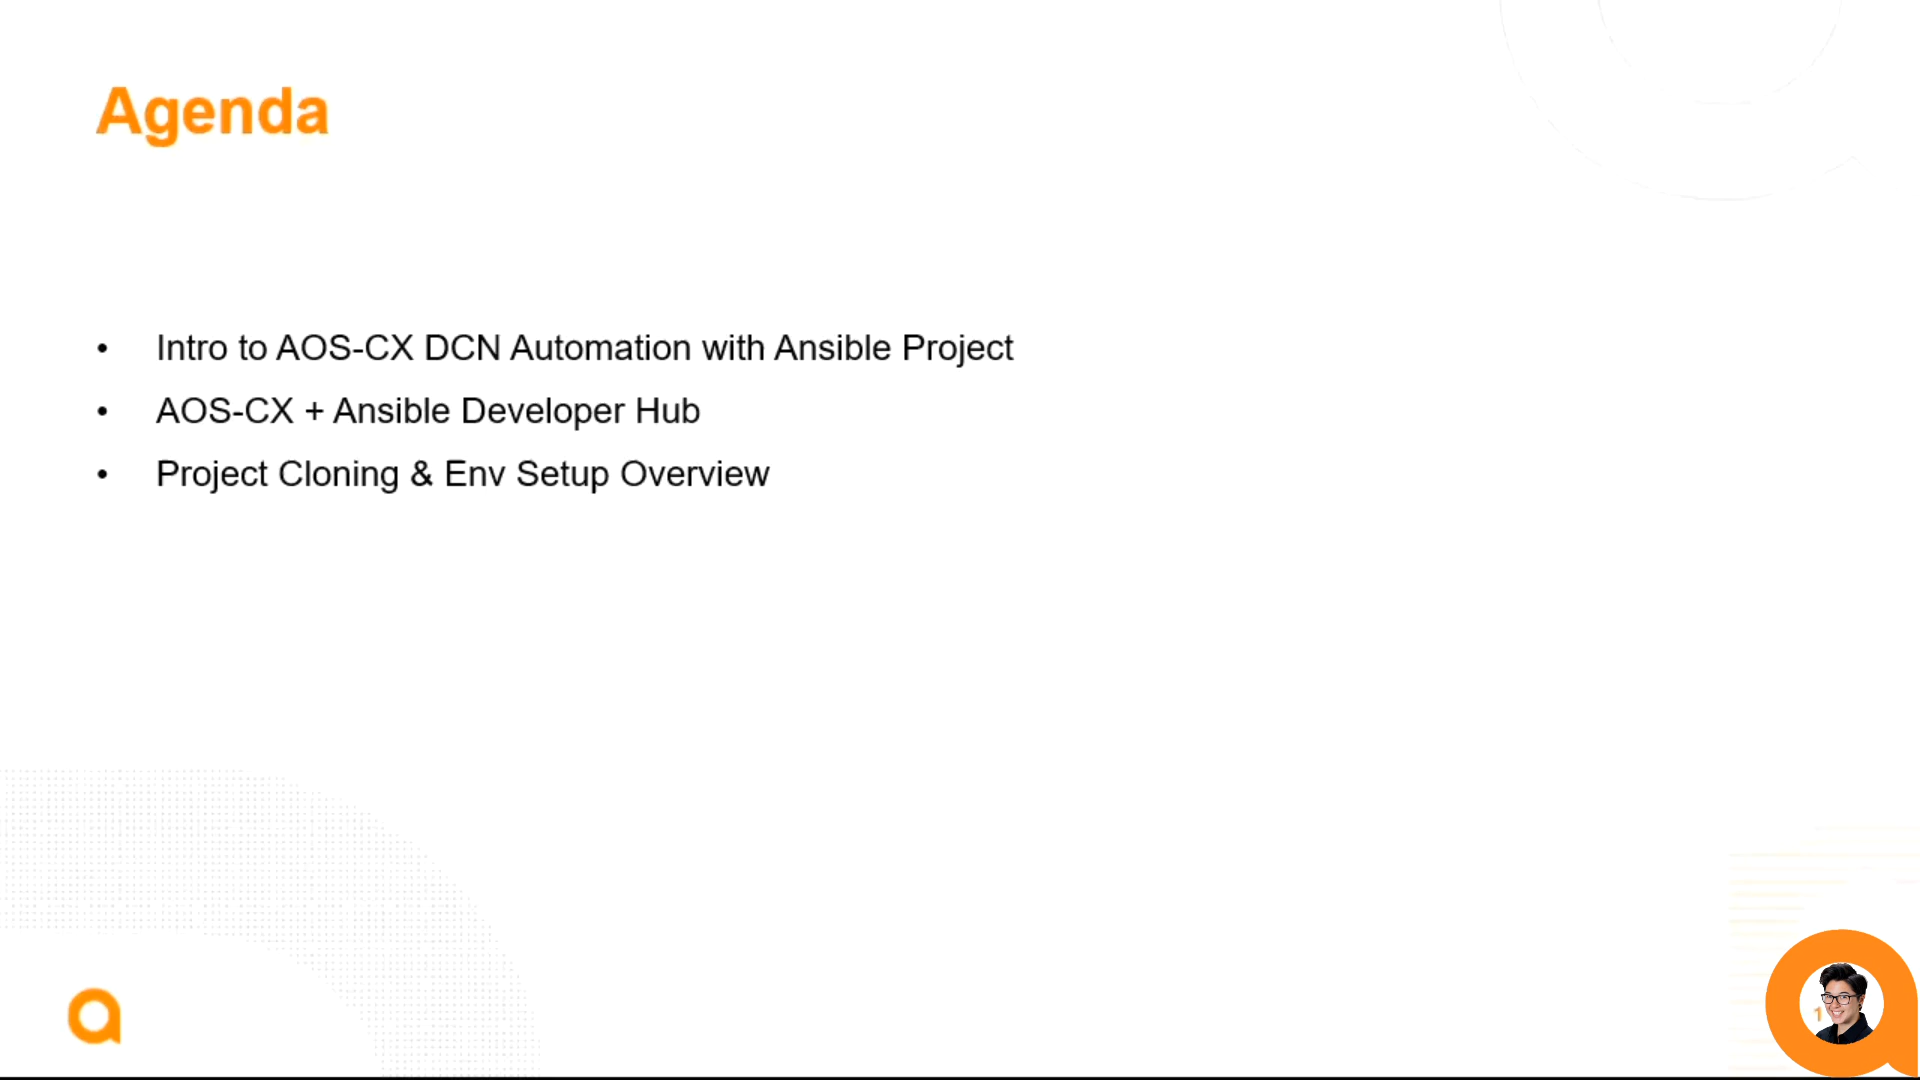 Agenda
• Intro to AOS-CX DCN Automation with Ansible Project
• AOS-CX + Ansible Developer Hub
• Project Cloning & Env Setup Overview
1